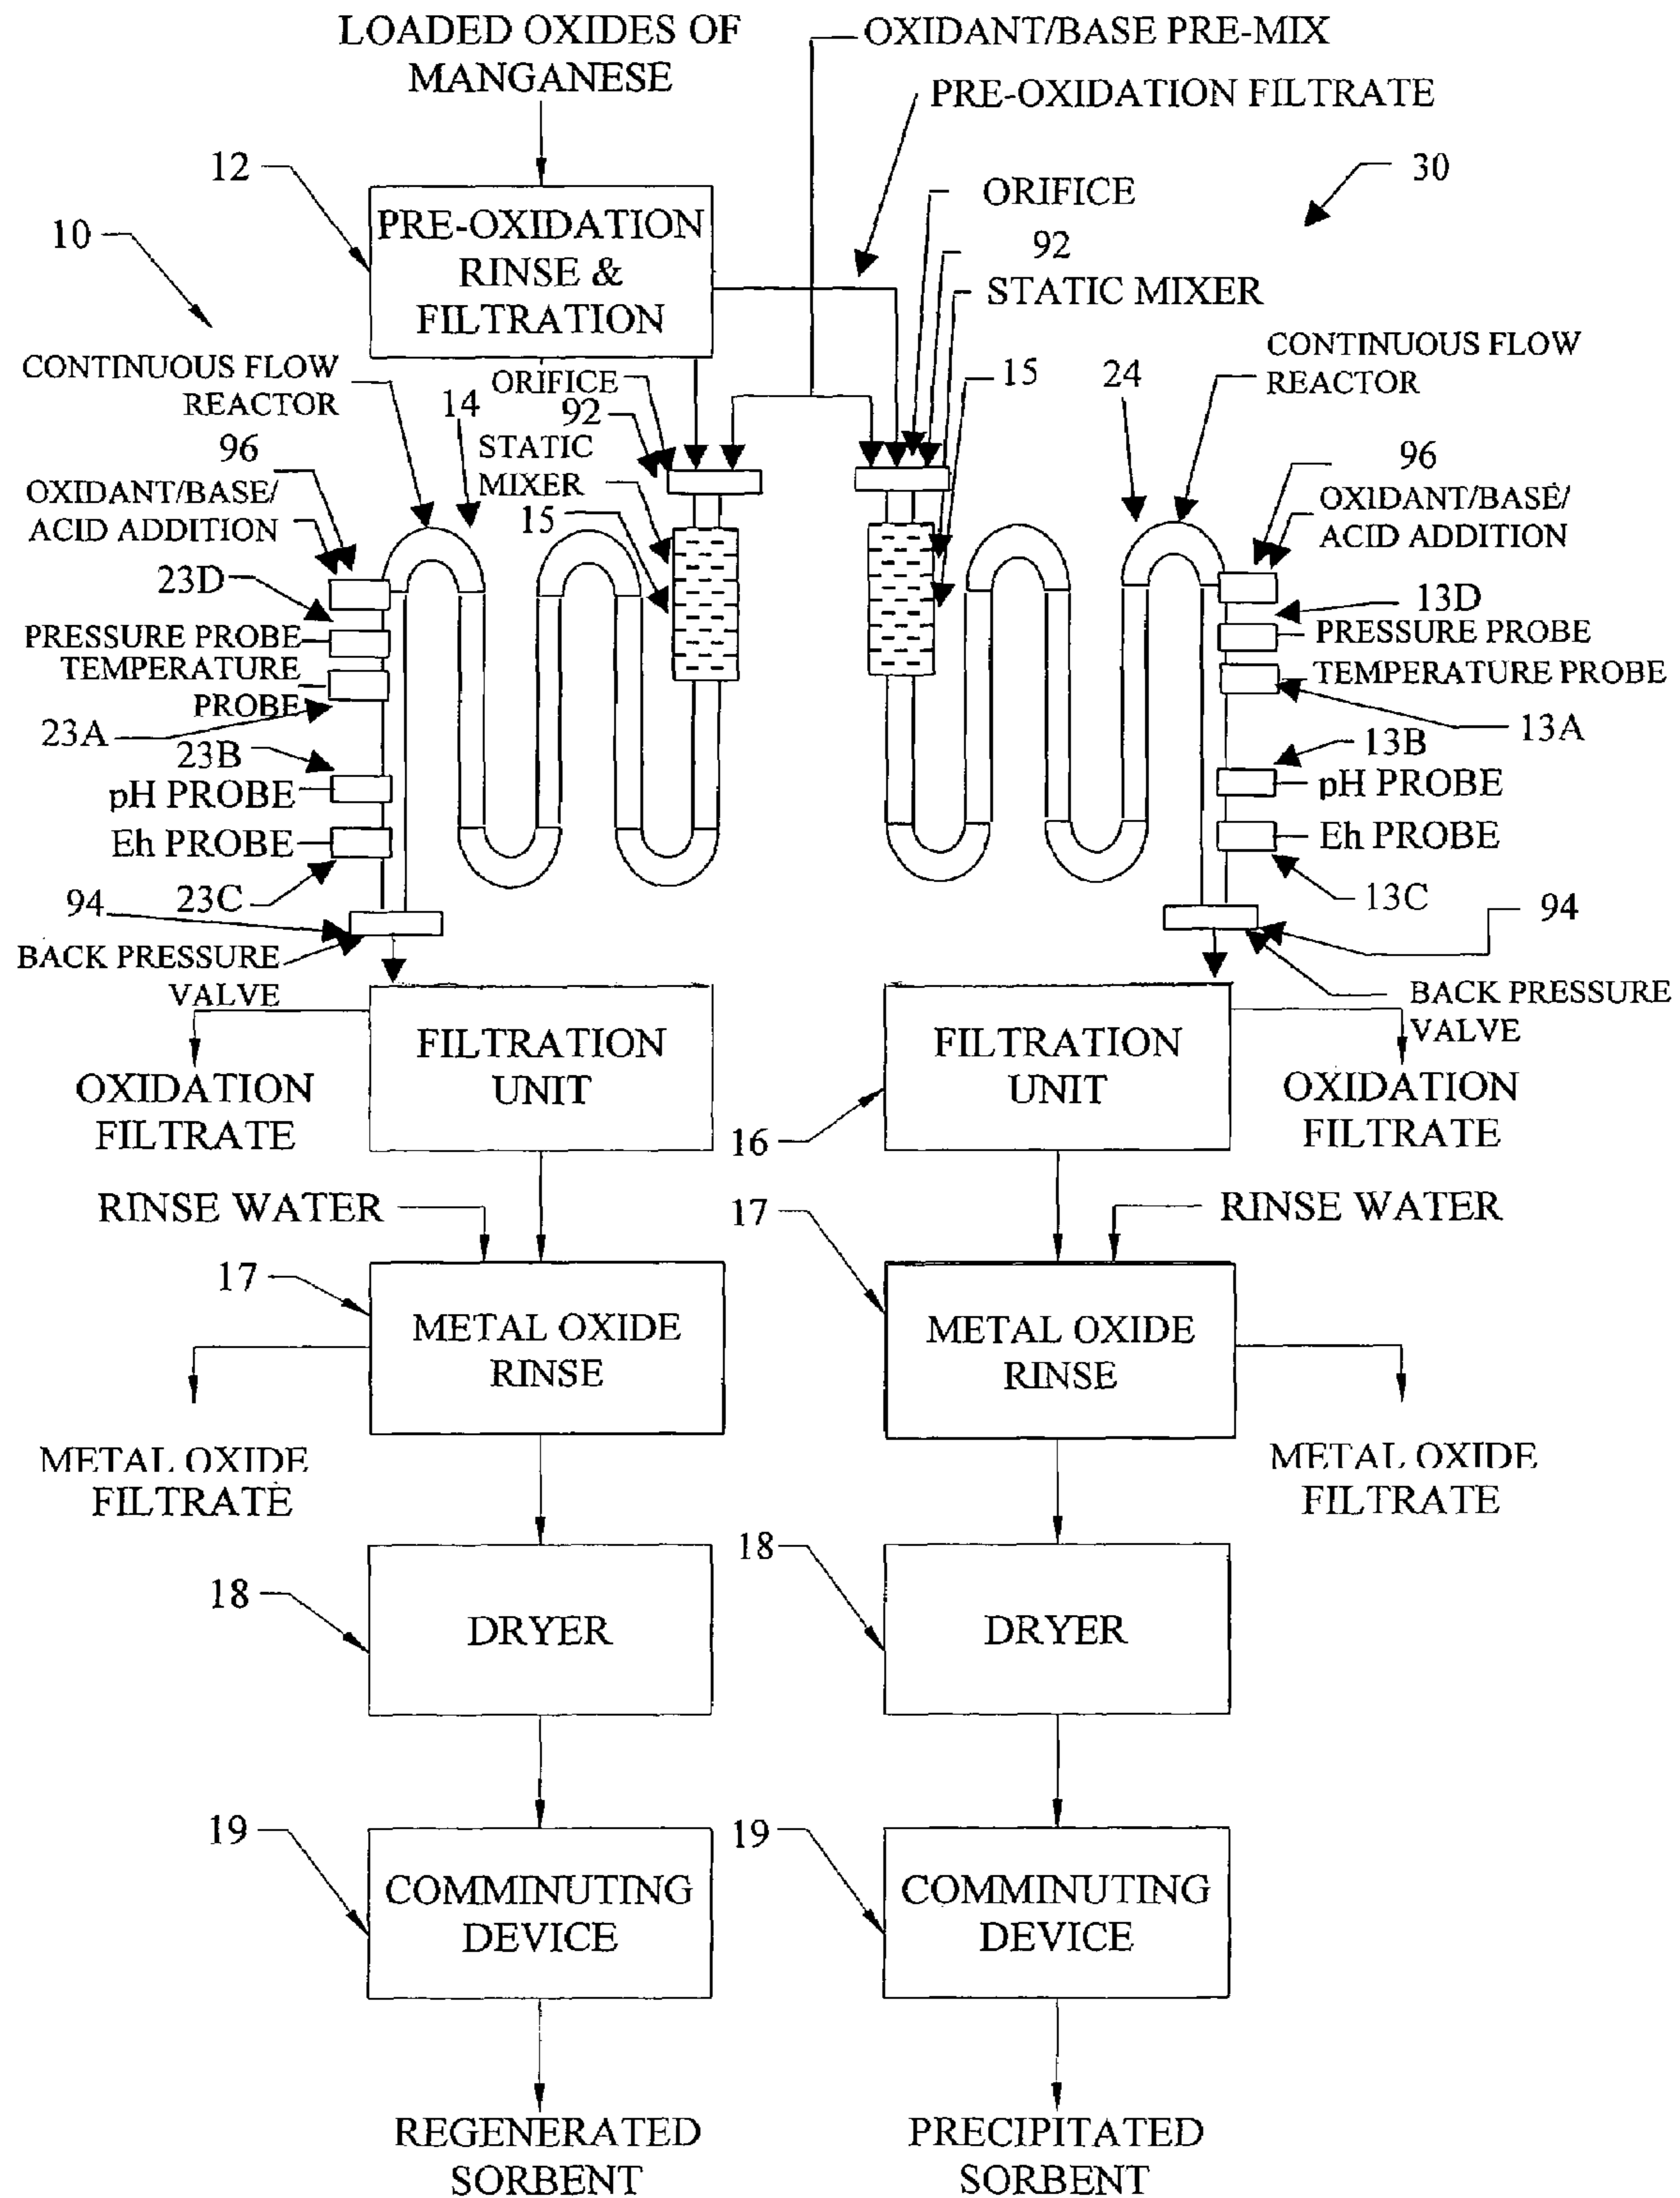 LOADED OXIDES OF
MANGANESE
OXIDANT/BASE PRE-MIX
PRE-OXIDATION FILTRATE
12
30
10
PRE-OXIDATION
RINSE &
FILTRATION
ORIFICE
92
STATIC MIXER
CONTINUOUS FLOW
REACTOR
14
ORIFICE
92
STATIC
MIXER
15
15
24
CONTINUOUS FLOW
REACTOR
96
OXIDANT/BASE/
ACID ADDITION
96
OXIDANT/BASE/
ACID ADDITION
23D
PRESSURE PROBE
TEMPERATURE
PROBE
23A
23B
pH PROBE
Eh PROBE
23C
94
BACK PRESSURE
VALVE
13D
PRESSURE PROBE
TEMPERATURE PROBE
13A
13B
pH PROBE
Eh PROBE
13C
94
BACK PRESSURE
VALVE
FILTRATION
UNIT
OXIDATION
FILTRATE
FILTRATION
UNIT
16
OXIDATION
FILTRATE
RINSE WATER
17
RINSE WATER
17
METAL OXIDE
RINSE
METAL OXIDE
RINSE
METAL OXIDE
FILTRATE
METAL OXIDE
FILTRATE
18
DRYER
18
DRYER
19
COMMINUTING
DEVICE
19
COMMINUTING
DEVICE
REGENERATED
SORBENT
PRECIPITATED
SORBENT